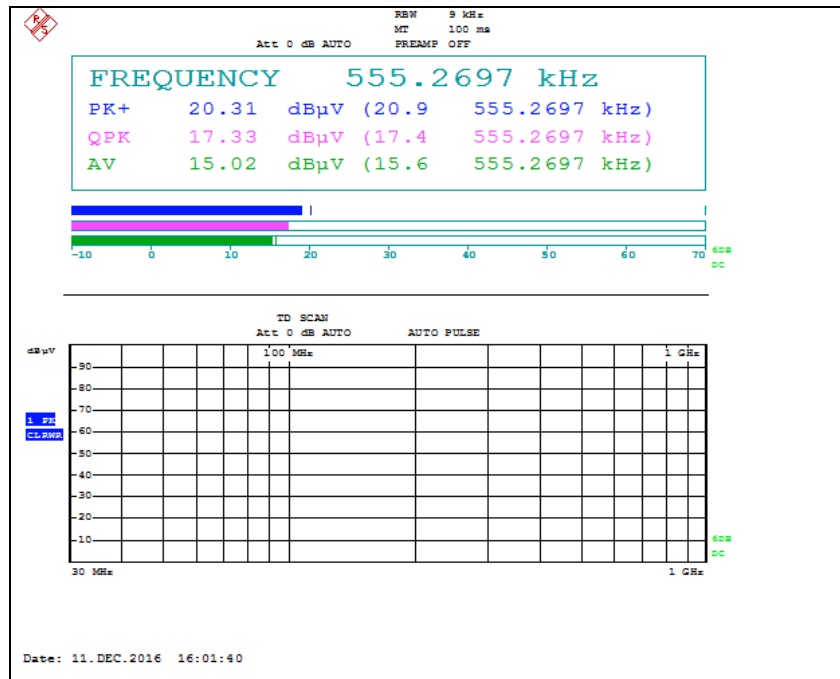 R S
RBW 9 kHz
MT 100 ms
Att 0 dB AUTO PREAMP OFF
FREQUENCY 555.2697 kHz
PK+ 20.31 dBµV (20.9 555.2697 kHz)
QPK 17.33 dBµV (17.4 555.2697 kHz)
AV 15.02 dBµV (15.6 555.2697 kHz)
-10 0 10 20 30 40 50 60 70
6DB
DC
TD SCAN
Att 0 dB AUTO AUTO PULSE
dBµV
100 MHz 1 GHz
90
80
70
1 PK
CLRWR
60
50
40
30
20
10
6DB
DC
30 MHz 1 GHz
Date: 11.DEC.2016 16:01:40